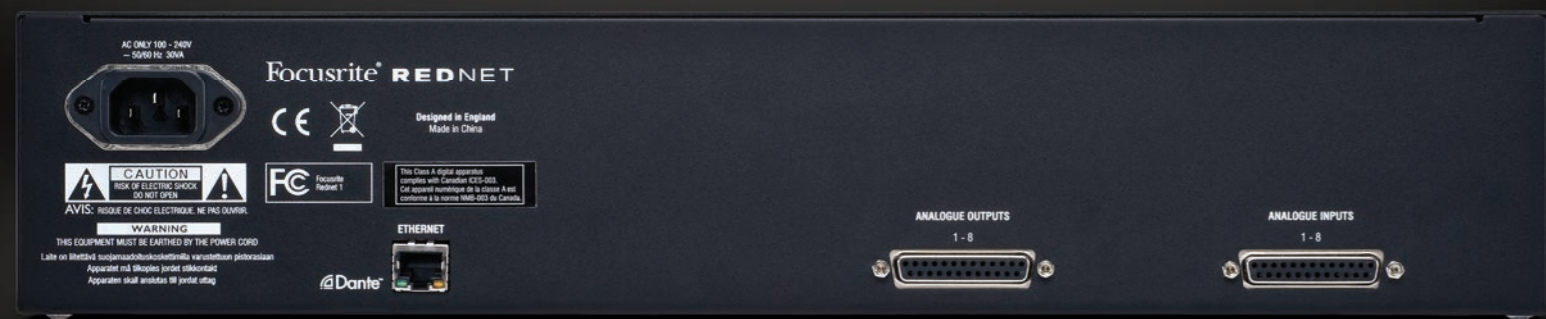 AC ONLY 100 - 240V
~ 50/60 Hz 30VA
Focusrite® REDNET
CE
Designed in England
Made in China
CAUTION
RISK OF ELECTRIC SHOCK
DO NOT OPEN
AVIS: RISQUE DE CHOC ELECTRIQUE. NE PAS OUVRIR.
FC Focusrite
Rednet 1
This Class A digital apparatus
complies with Canadian ICES-003.
Cet appareil numérique de la classe A est
conforme à la norme NMB-003 du Canada.
WARNING
THIS EQUIPMENT MUST BE EARTHED BY THE POWER CORD
Laite on liitettävä suojamaadoituskoskettimilla varustettuun pistorasiaan
Apparatet må tilkoples jordet stikkontakt
Apparaten skall anslutas till jordat uttag
ETHERNET
Dante™
ANALOGUE OUTPUTS
1 - 8
ANALOGUE INPUTS
1 - 8